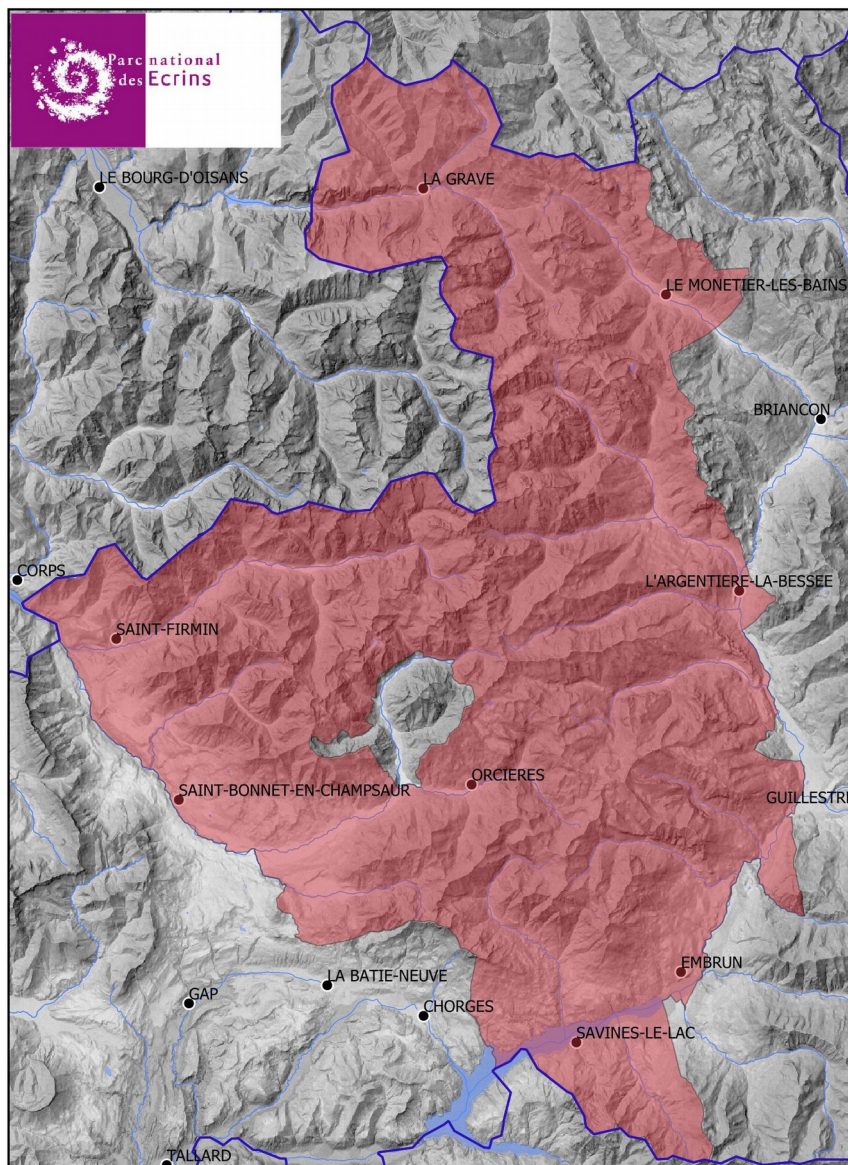 Parc national
des Ecrins
LE BOURG-D'OISANS
LA GRAVE
LE MONETIER-LES-BAINS
BRIANCON
CORPS
L'ARGENTIERE-LA-BESSEE
SAINT-FIRMIN
ORCIERES
SAINT-BONNET-EN-CHAMPSAUR
GUILLESTRE
EMBRUN
LA BATIE-NEUVE
GAP
CHORGES
SAVINES-LE-LAC
TALLARD